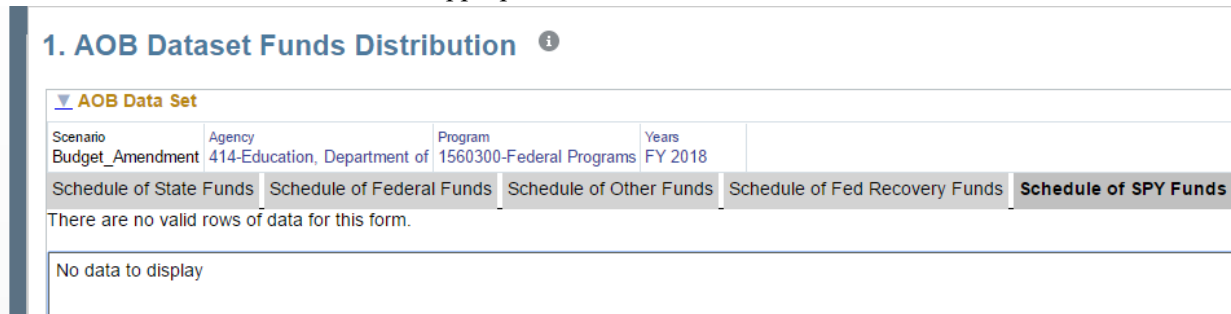 1. AOB Dataset Funds Distribution
AOB Data Set
Scenario Agency Program Years
Budget_Amendment 414-Education, Department of 1560300-Federal Programs FY 2018
Schedule of State Funds Schedule of Federal Funds Schedule of Other Funds Schedule of Fed Recovery Funds Schedule of SPY Funds
There are no valid rows of data for this form.
No data to display